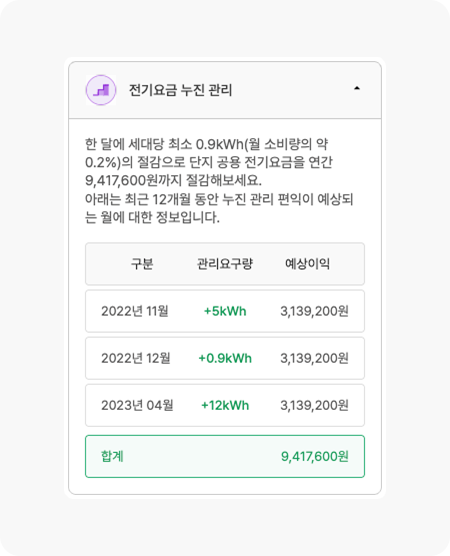 전기요금 누진 관리
한 달에 세대당 최소 0.9kWh(월 소비량의 약
0.2%)의 절감으로 단지 공용 전기요금을 연간
9,417,600원까지 절감해보세요.
아래는 최근 12개월 동안 누진 관리 편익이 예상되
는 월에 대한 정보입니다.
구분 관리요구량 예상이익
2022년 11월 +5kWh 3,139,200원
2022년 12월 +0.9kWh 3,139,200원
2023년 04월 +12kWh 3,139,200원
합계 9,417,600원